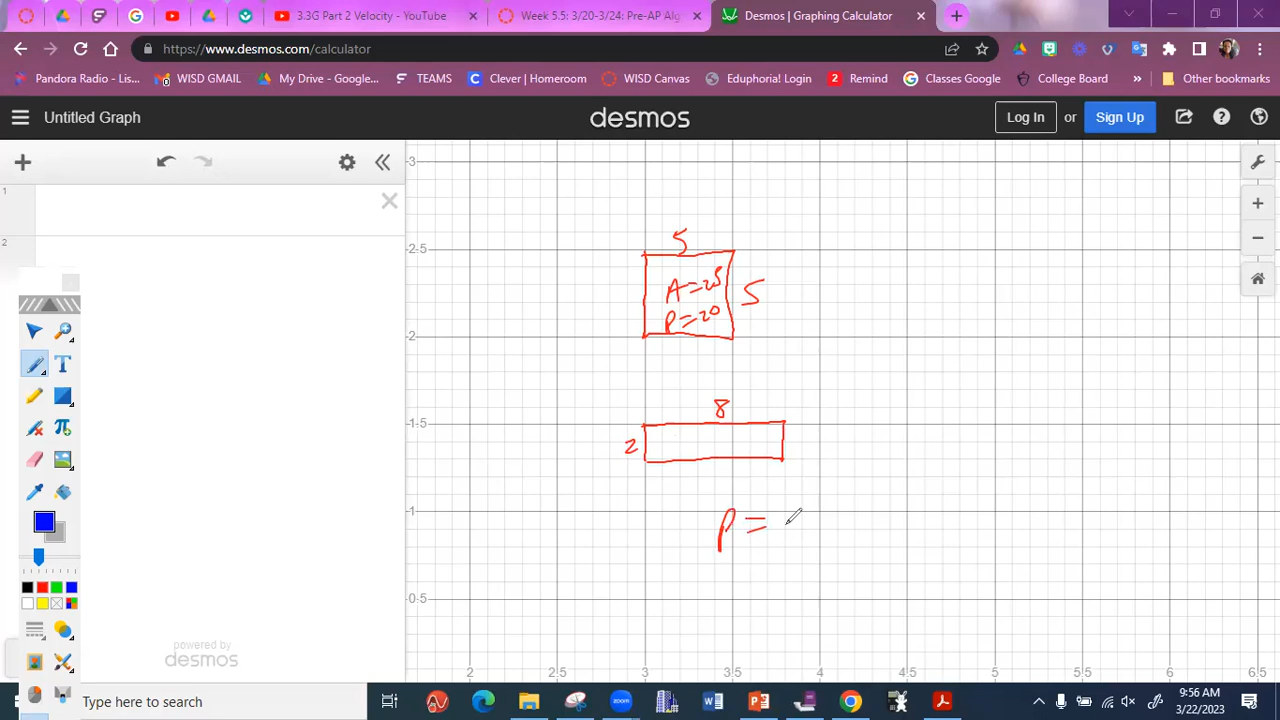 3.3G Part 2 Velocity - YouTube
Week 5.5: 3/20-3/24: Pre-AP Alg
Desmos | Graphing Calculator
https://www.desmos.com/calculator
Pandora Radio - Lis...
WISD GMAIL
My Drive - Google...
TEAMS
Clever | Homeroom
WISD Canvas
Eduphoria! Login
2 Remind
Classes Google
College Board
»
Other bookmarks
Untitled Graph
desmos
Log In or Sign Up
1
2
powered by
desmos
3
2.5
2
1.5
1
0.5
2 2.5 3 3.5 4 4.5 5 5.5 6 6.5
5
A=25
5
P=20
8
2
P=
Type here to search
9:56 AM
3/22/2023